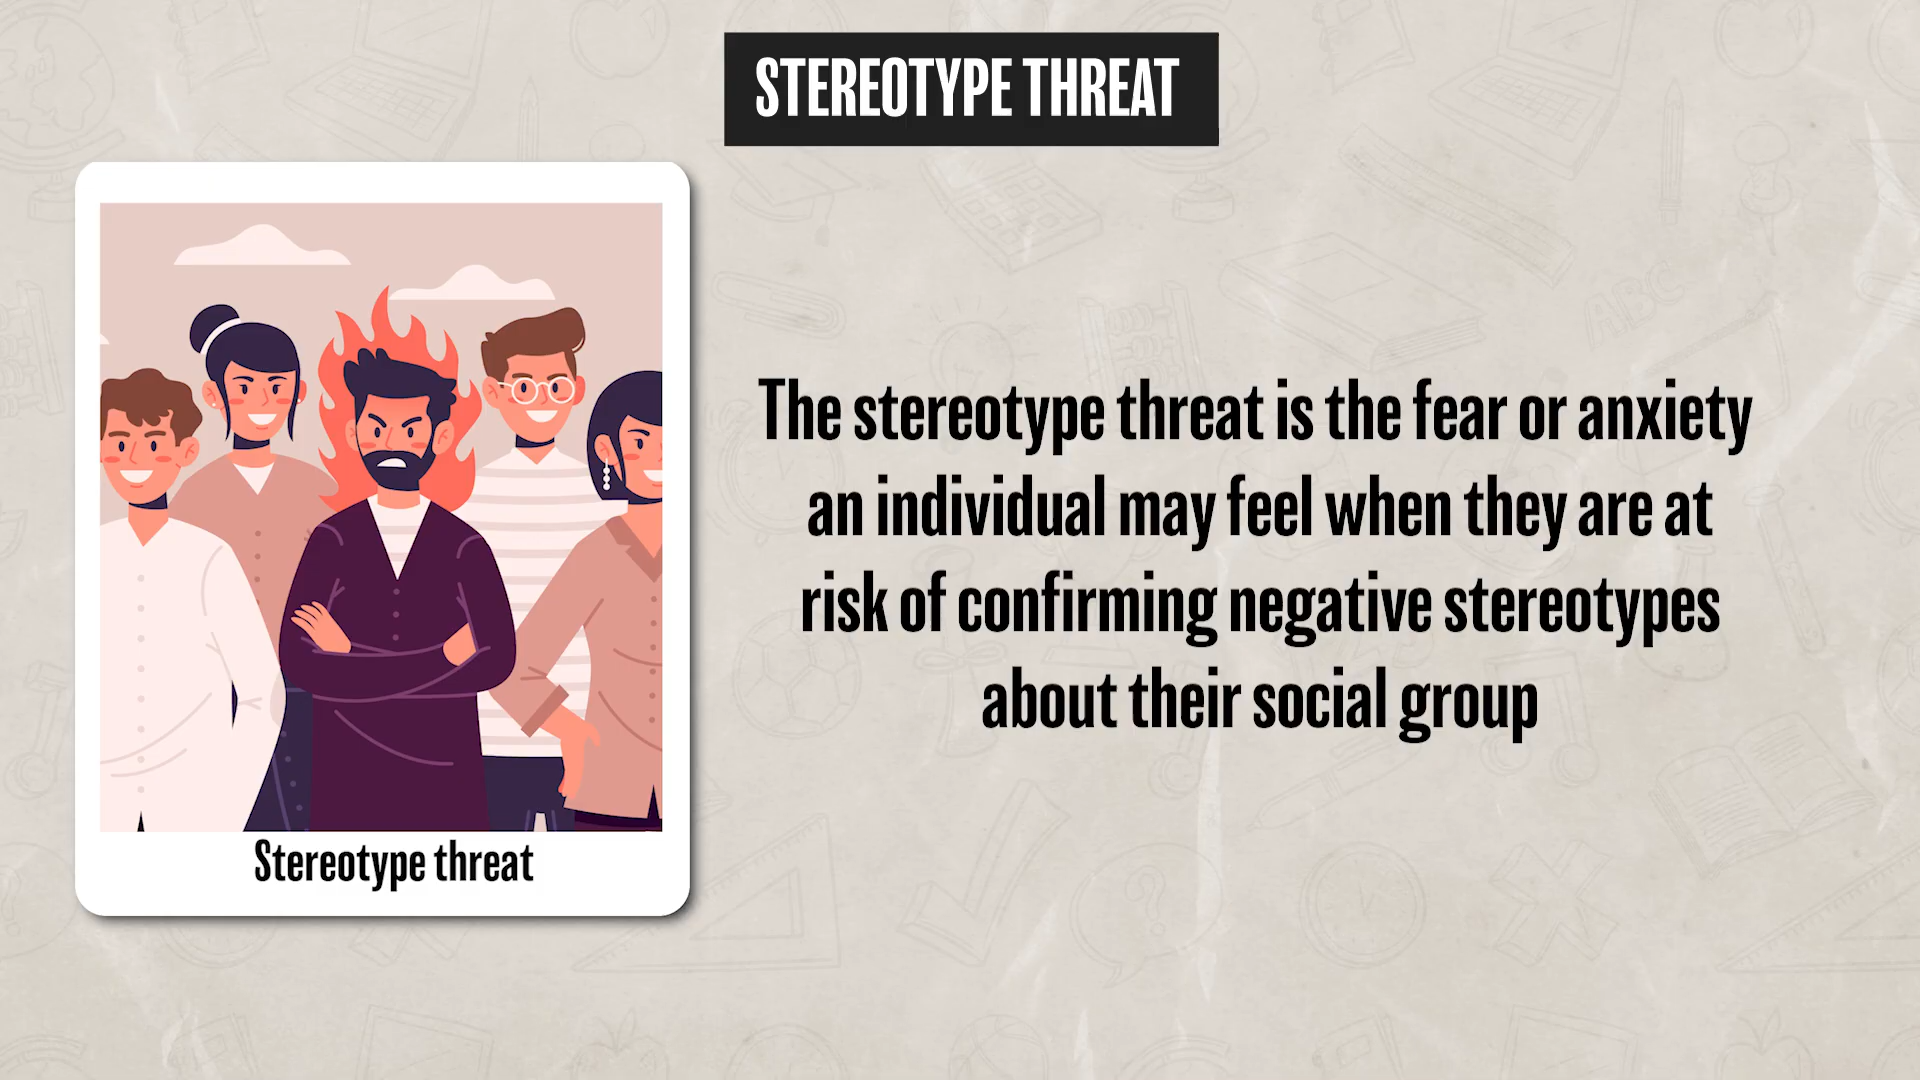 STEREOTYPE THREAT
The stereotype threat is the fear or anxiety
an individual may feel when they are at
risk of confirming negative stereotypes
about their social group
Stereotype threat
ABC